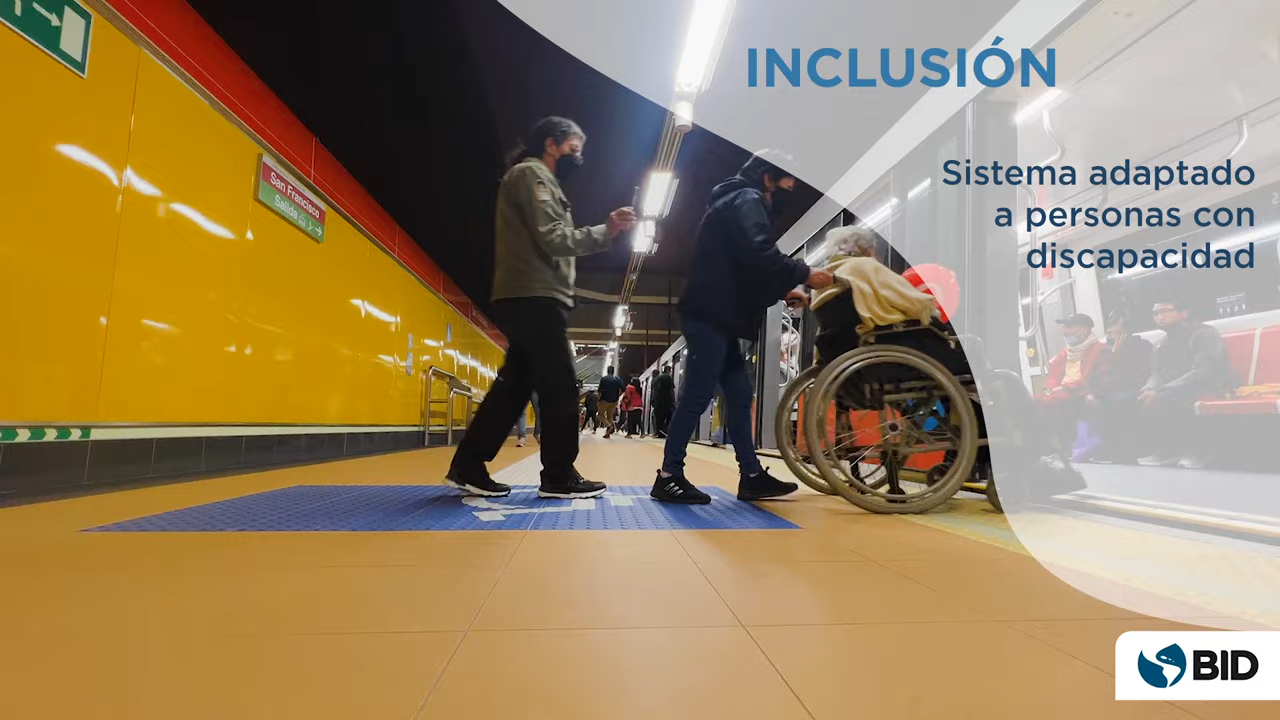 INCLUSIÓN
Sistema adaptado
a personas con
discapacidad
San Francisco
Salida
BID